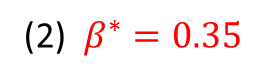 (2) β* = 0.35